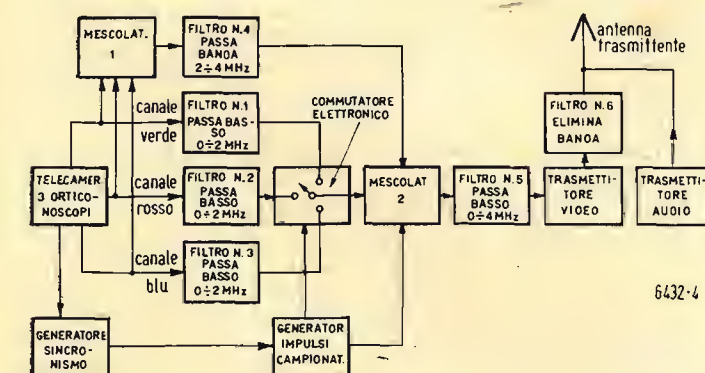 MESCOLAT.
1
FILTRO N.4
PASSA
BANDA
2÷4 MHz
antenna
trasmittente
canale
verde
FILTRO N.1
PASSA BAS-
SO
0÷2 MHz
COMMUTATORE
ELETTRONICO
FILTRO N.6
ELIMINA
BANDA
TELECAMER
3 ORTICO-
NOSCOPI
canale
rosso
FILTRO N.2
PASSA
BASSO
0÷2 MHz
MESCOLAT
2
FILTRO N.5
PASSA
BASSO
0÷4 MHz
TRASMETTI-
TORE
VIDEO
TRASMETTI-
TORE
AUDIO
canale
blu
FILTRO N.3
PASSA
BASSO
0÷2 MHz
6432-4
GENERATORE
SINCRO-
NISMO
GENERATOR
IMPULSI
CAMPIONAT.